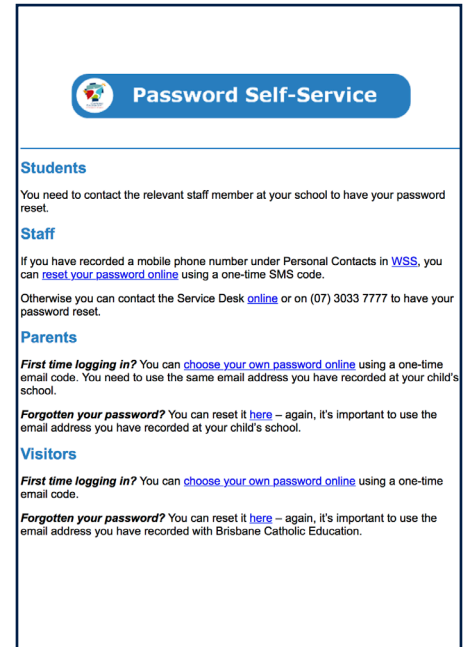 Password Self-Service
Students
You need to contact the relevant staff member at your school to have your password
reset.
Staff
If you have recorded a mobile phone number under Personal Contacts in WSS, you
can reset your password online using a one-time SMS code.
Otherwise you can contact the Service Desk online or on (07) 3033 7777 to have your
password reset.
Parents
First time logging in? You can choose your own password online using a one-time
email code. You need to use the same email address you have recorded at your child's
school.
Forgotten your password? You can reset it here – again, it's important to use the
email address you have recorded at your child's school.
Visitors
First time logging in? You can choose your own password online using a one-time
email code.
Forgotten your password? You can reset it here – again, it's important to use the
email address you have recorded with Brisbane Catholic Education.